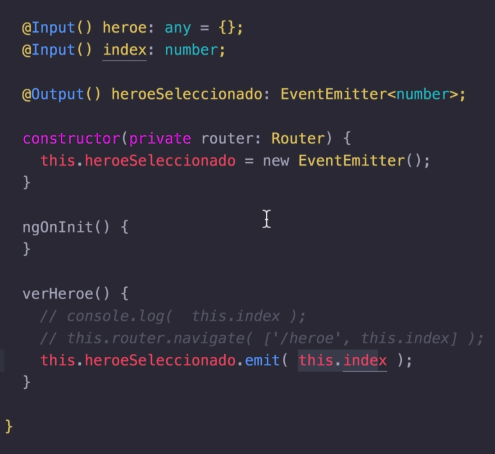 @Input() heroe: any = {};
@Input() index: number;
@Output() heroeSeleccionado: EventEmitter<number>;
constructor(private router: Router) {
this.heroeSeleccionado = new EventEmitter();
}
ngOnInit() {
}
verHeroe() {
// console.log(  this.index );
// this.router.navigate( ['/heroe', this.index] );
this.heroeSeleccionado.emit( this.index );
}
}